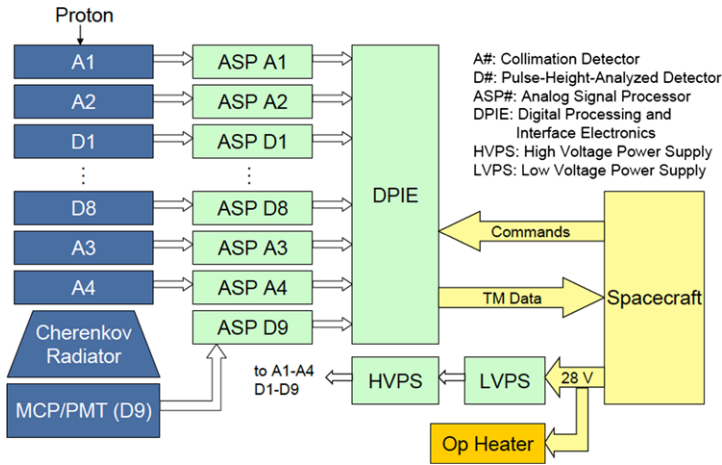 Proton
A1
ASP A1
A2
ASP A2
D1
ASP D1
D8
ASP D8
A3
ASP A3
A4
ASP A4
Cherenkov
Radiator
ASP D9
MCP/PMT (D9)
DPIE
A#: Collimation Detector
D#: Pulse-Height-Analyzed Detector
ASP#: Analog Signal Processor
DPIE: Digital Processing and
Interface Electronics
HVPS: High Voltage Power Supply
LVPS: Low Voltage Power Supply
Commands
TM Data
Spacecraft
to A1-A4
D1-D9
HVPS
LVPS
28 V
Op Heater